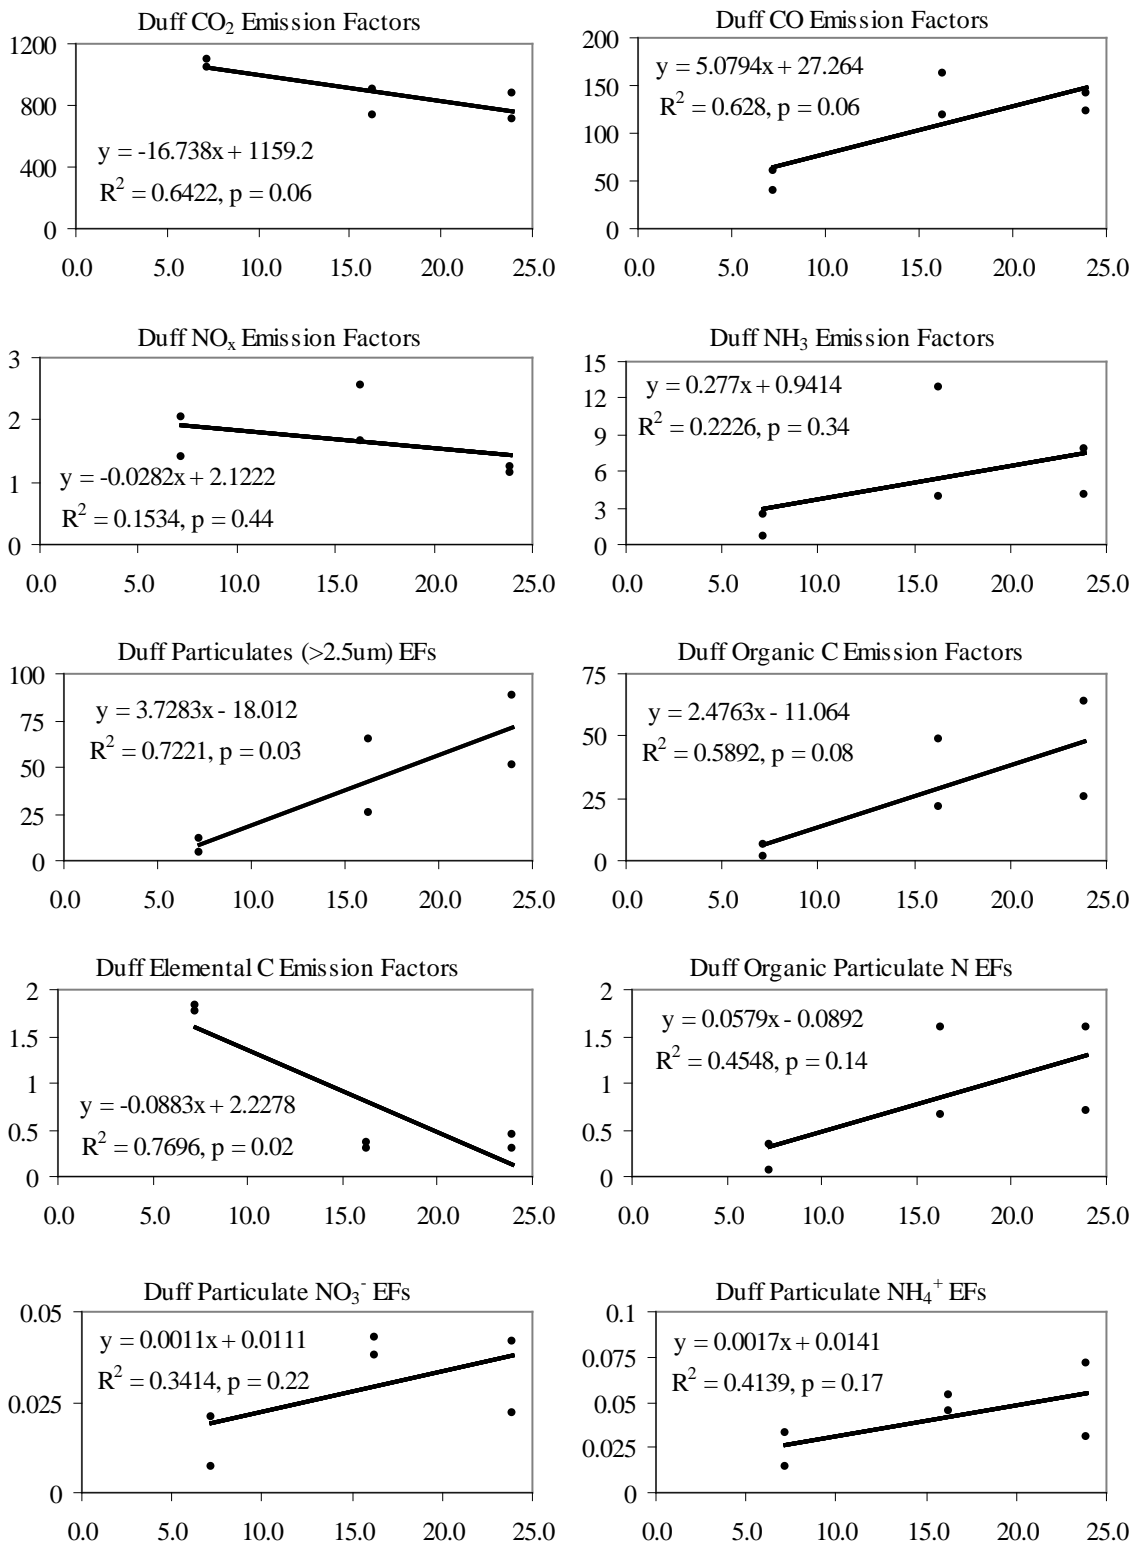 Duff CO₂ Emission Factors
1200
800
400
0
y = -16.738x + 1159.2
R² = 0.6422, p = 0.06
0.0 5.0 10.0 15.0 20.0 25.0
Duff CO Emission Factors
200
150
100
50
0
y = 5.0794x + 27.264
R² = 0.628, p = 0.06
0.0 5.0 10.0 15.0 20.0 25.0
Duff NOₓ Emission Factors
3
2
1
0
y = -0.0282x + 2.1222
R² = 0.1534, p = 0.44
0.0 5.0 10.0 15.0 20.0 25.0
Duff NH₃ Emission Factors
15
12
9
6
3
0
y = 0.277x + 0.9414
R² = 0.2226, p = 0.34
0.0 5.0 10.0 15.0 20.0 25.0
Duff Particulates (>2.5um) EFs
100
75
50
25
0
y = 3.7283x - 18.012
R² = 0.7221, p = 0.03
0.0 5.0 10.0 15.0 20.0 25.0
Duff Organic C Emission Factors
75
50
25
0
y = 2.4763x - 11.064
R² = 0.5892, p = 0.08
0.0 5.0 10.0 15.0 20.0 25.0
Duff Elemental C Emission Factors
2
1.5
1
0.5
0
y = -0.0883x + 2.2278
R² = 0.7696, p = 0.02
0.0 5.0 10.0 15.0 20.0 25.0
Duff Organic Particulate N EFs
2
1.5
1
0.5
0
y = 0.0579x - 0.0892
R² = 0.4548, p = 0.14
0.0 5.0 10.0 15.0 20.0 25.0
Duff Particulate NO₃⁻ EFs
0.05
0.025
0
y = 0.0011x + 0.0111
R² = 0.3414, p = 0.22
0.0 5.0 10.0 15.0 20.0 25.0
Duff Particulate NH₄⁺ EFs
0.1
0.075
0.05
0.025
0
y = 0.0017x + 0.0141
R² = 0.4139, p = 0.17
0.0 5.0 10.0 15.0 20.0 25.0